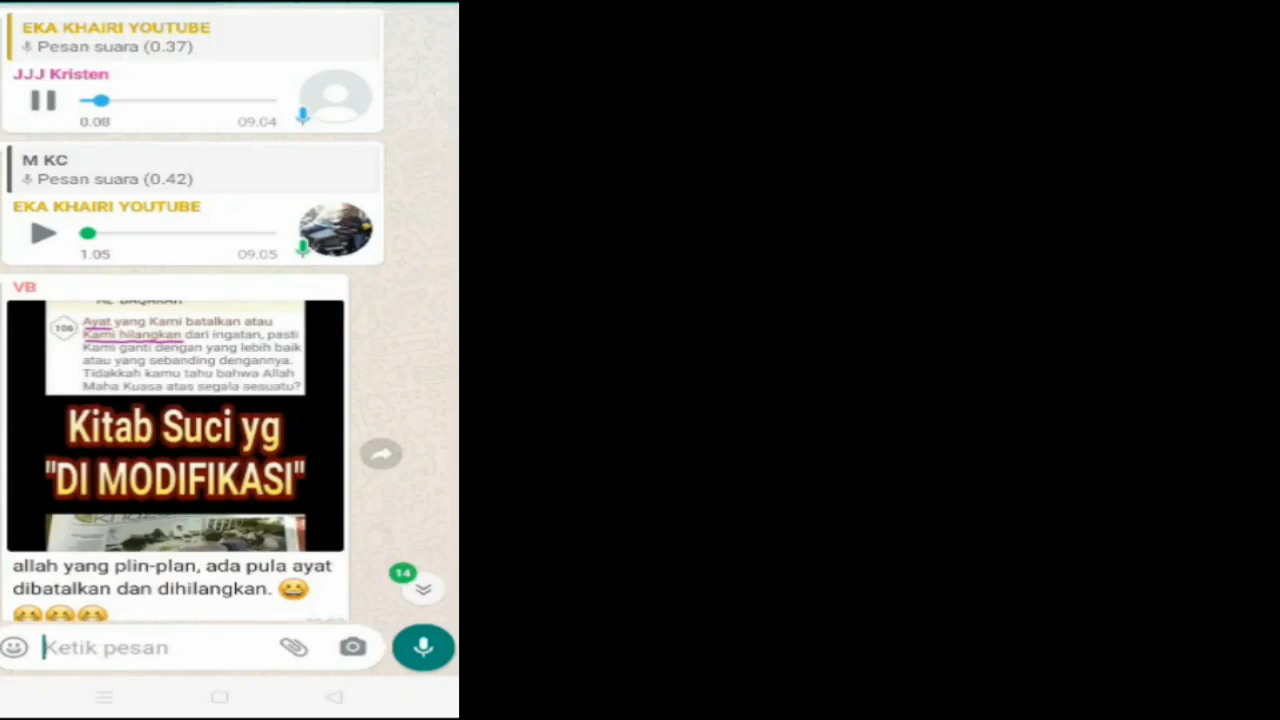 EKA KHAIRI YOUTUBE
Pesan suara (0.37)
JJJ Kristen
0.08 09.04
M KC
Pesan suara (0.42)
EKA KHAIRI YOUTUBE
1.05 09.05
VB
AL-BAQARAH
106 Ayat yang Kami batalkan atau
Kami hilangkan dari ingatan, pasti
Kami ganti dengan yang lebih baik
atau yang sebanding dengannya.
Tidakkah kamu tahu bahwa Allah
Maha Kuasa atas segala sesuatu?
Kitab Suci yg
"DI MODIFIKASI"
allah yang plin-plan, ada pula ayat
dibatalkan dan dihilangkan. 😆
😆😆😆
14
Ketik pesan